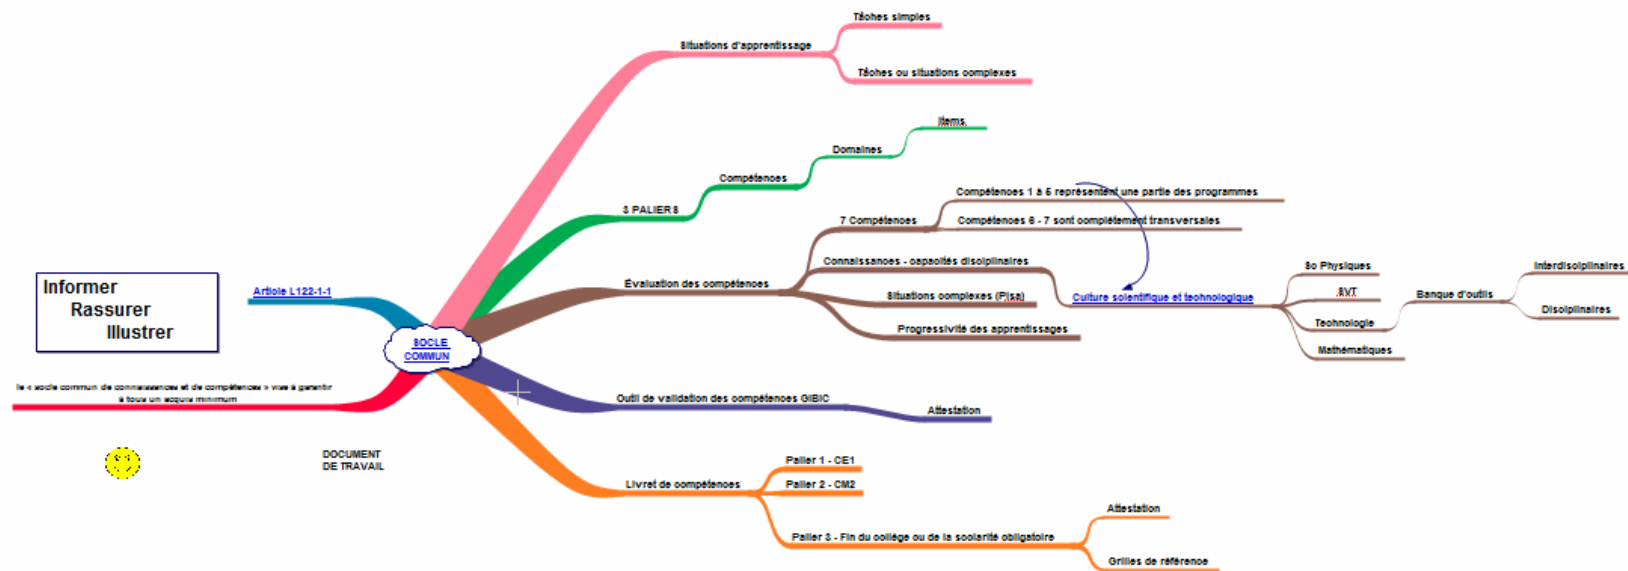 Tâches simples
Situations d'apprentissage
Tâches ou situations complexes
Items
Domaines
Compétences
3 PALIERS
Compétences 1 à 5 représentent une partie des programmes
7 Compétences
Compétences 6 - 7 sont complètement transversales
Connaissances - capacités disciplinaires
Évaluation des compétences
Situations complexes (Pisa)
Culture scientifique et technologique
Progressivité des apprentissages
Sc Physiques
SVT
Technologie
Mathématiques
Banque d'outils
Interdisciplinaires
Disciplinaires
Informer
Rassurer
Illustrer
Article L122-1-1
SOCLE
COMMUN
le « socle commun de connaissances et de compétences » vise à garantir
à tous un acquis minimum
Outil de validation des compétences GIBIC
Attestation
DOCUMENT
DE TRAVAIL
Livret de compétences
Palier 1 - CE1
Palier 2 - CM2
Palier 3 - Fin du collège ou de la scolarité obligatoire
Attestation
Grilles de référence